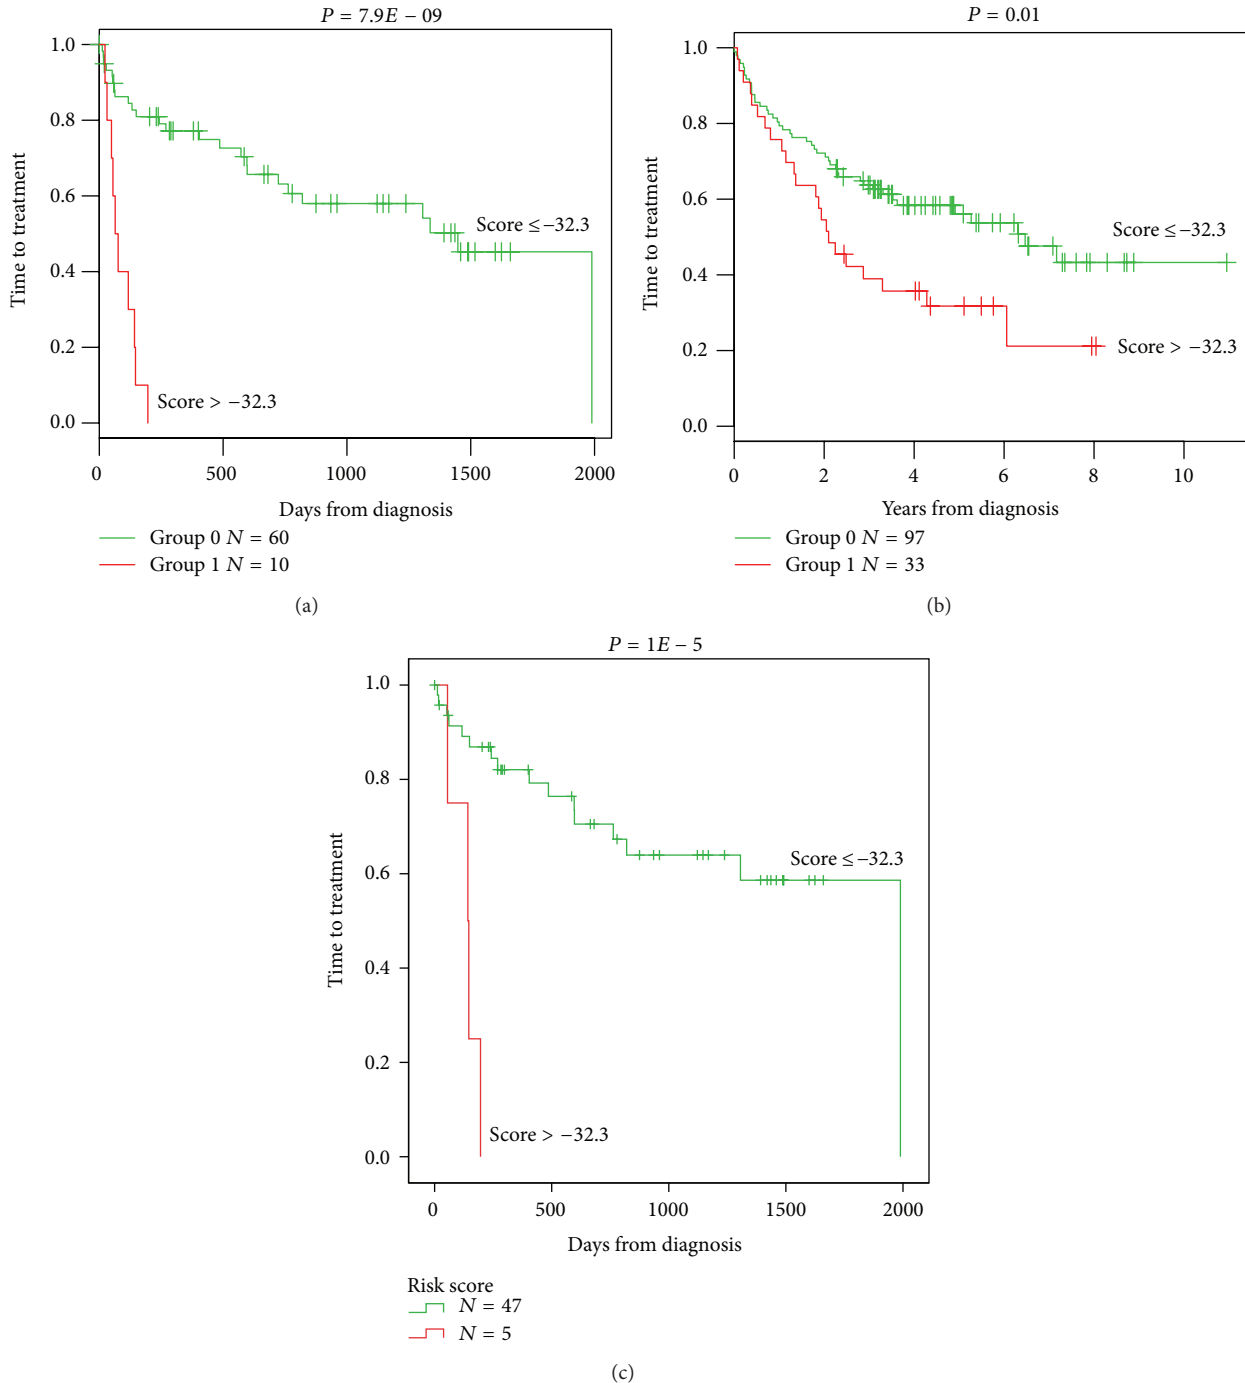 P = 7.9E − 09
1.0
0.8
0.6
0.4
0.2
0.0
Time to treatment
Score ≤ −32.3
Score > −32.3
0
500
1000
1500
2000
Days from diagnosis
Group 0 N = 60
Group 1 N = 10
(a)
P = 0.01
1.0
0.8
0.6
0.4
0.2
0.0
Time to treatment
Score ≤ −32.3
Score > −32.3
0
2
4
6
8
10
Years from diagnosis
Group 0 N = 97
Group 1 N = 33
(b)
P = 1E − 5
1.0
0.8
0.6
0.4
0.2
0.0
Time to treatment
Score ≤ −32.3
Score > −32.3
0
500
1000
1500
2000
Days from diagnosis
Risk score
N = 47
N = 5
(c)